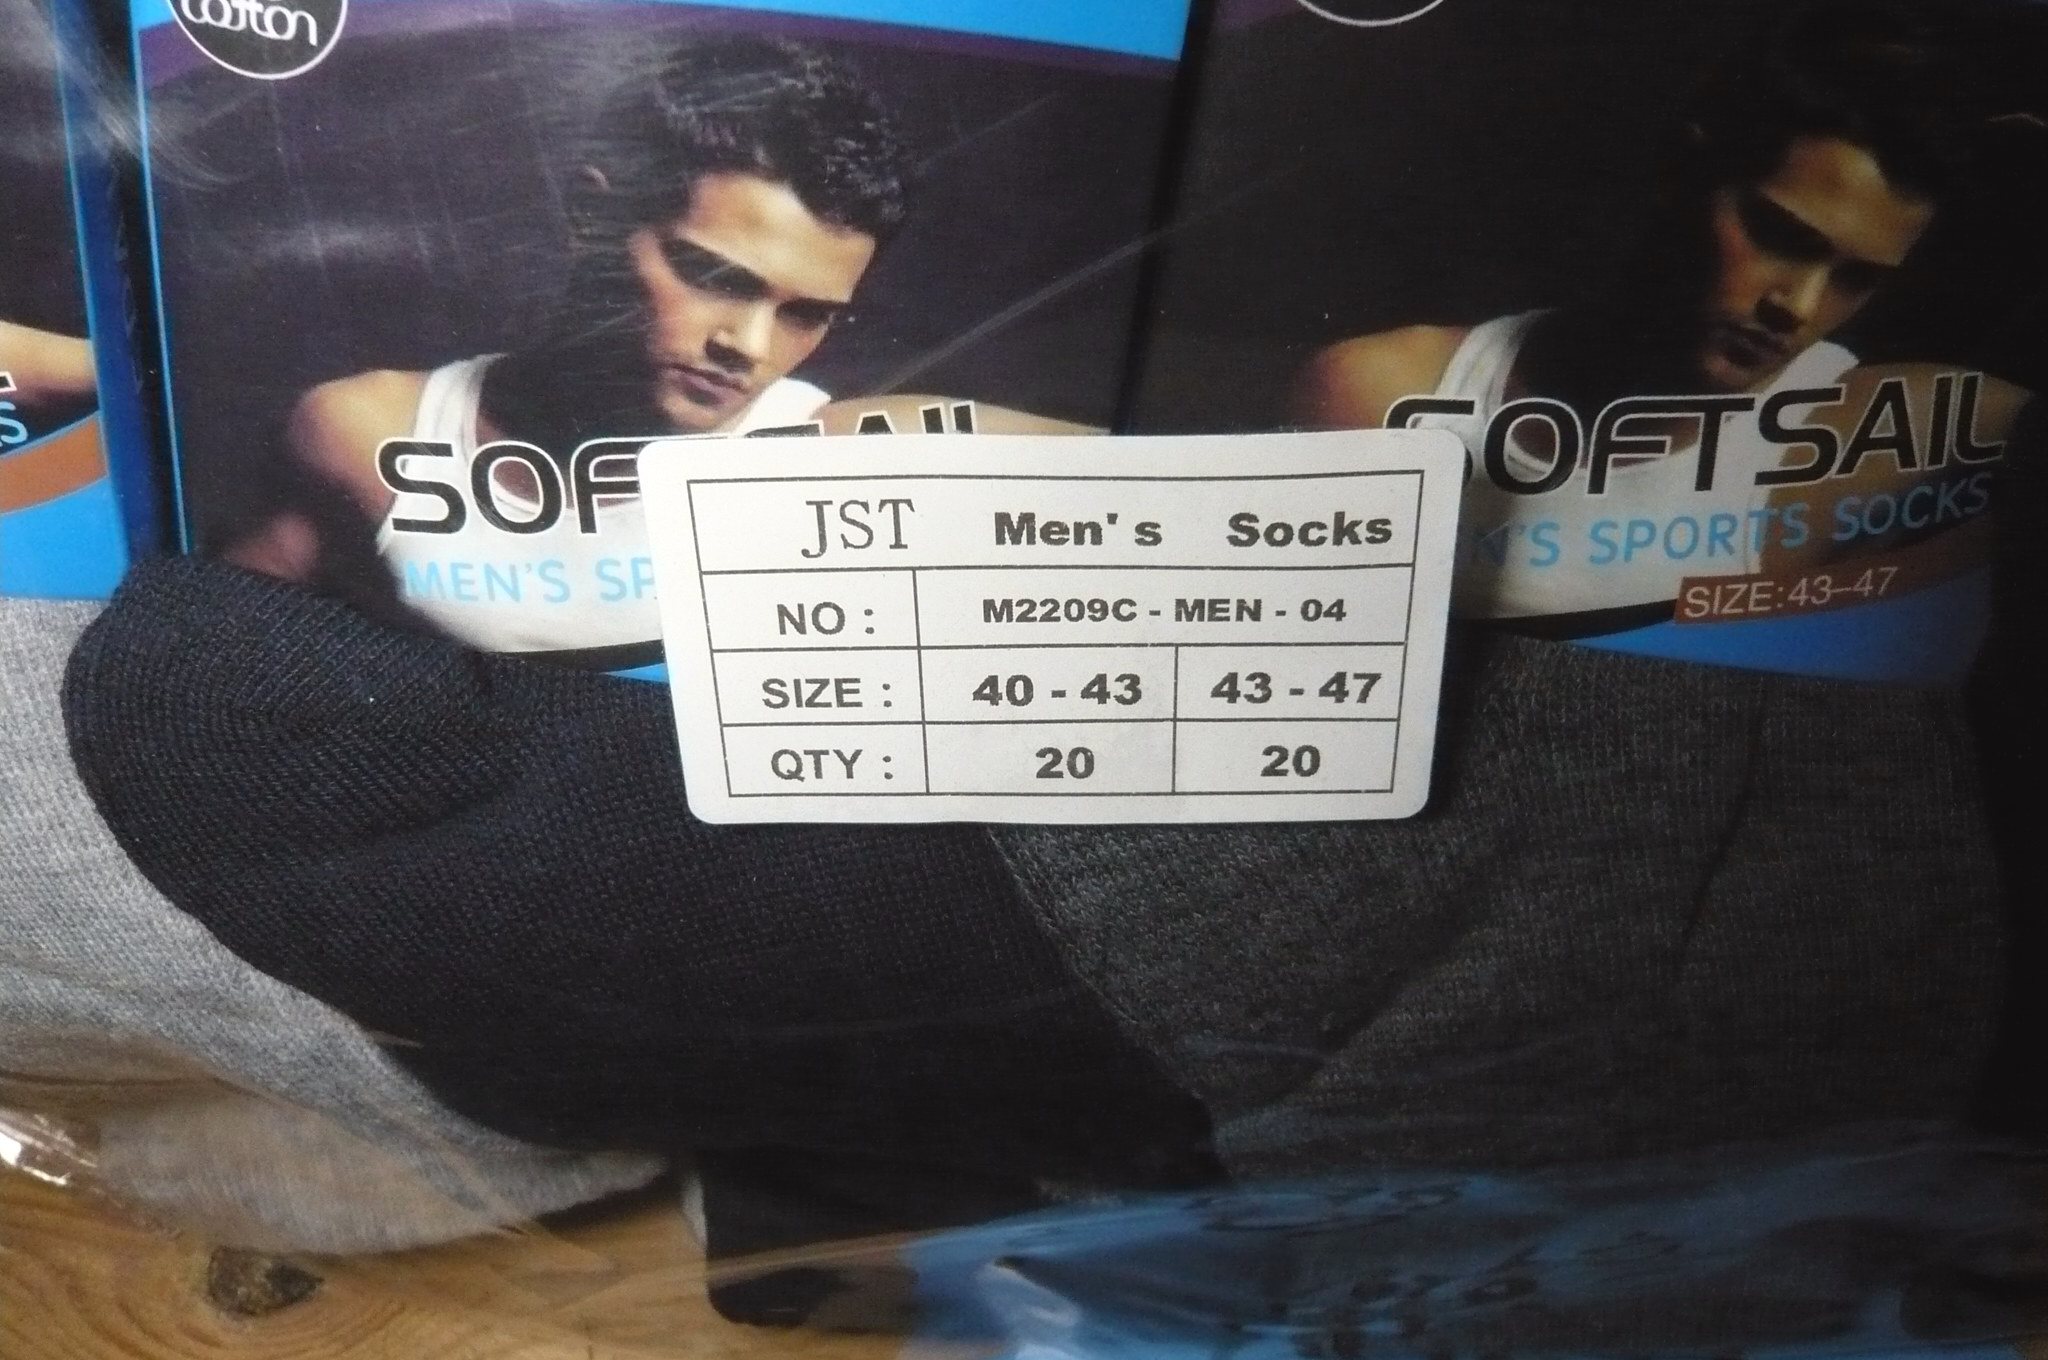 cotton
SOFTSAIL
MEN'S SP
SOFTSAIL
N'S SPORTS SOCKS
SIZE:43-47
S
JST Men's Socks
NO : M2209C - MEN - 04
SIZE : 40 - 43 43 - 47
QTY : 20 20